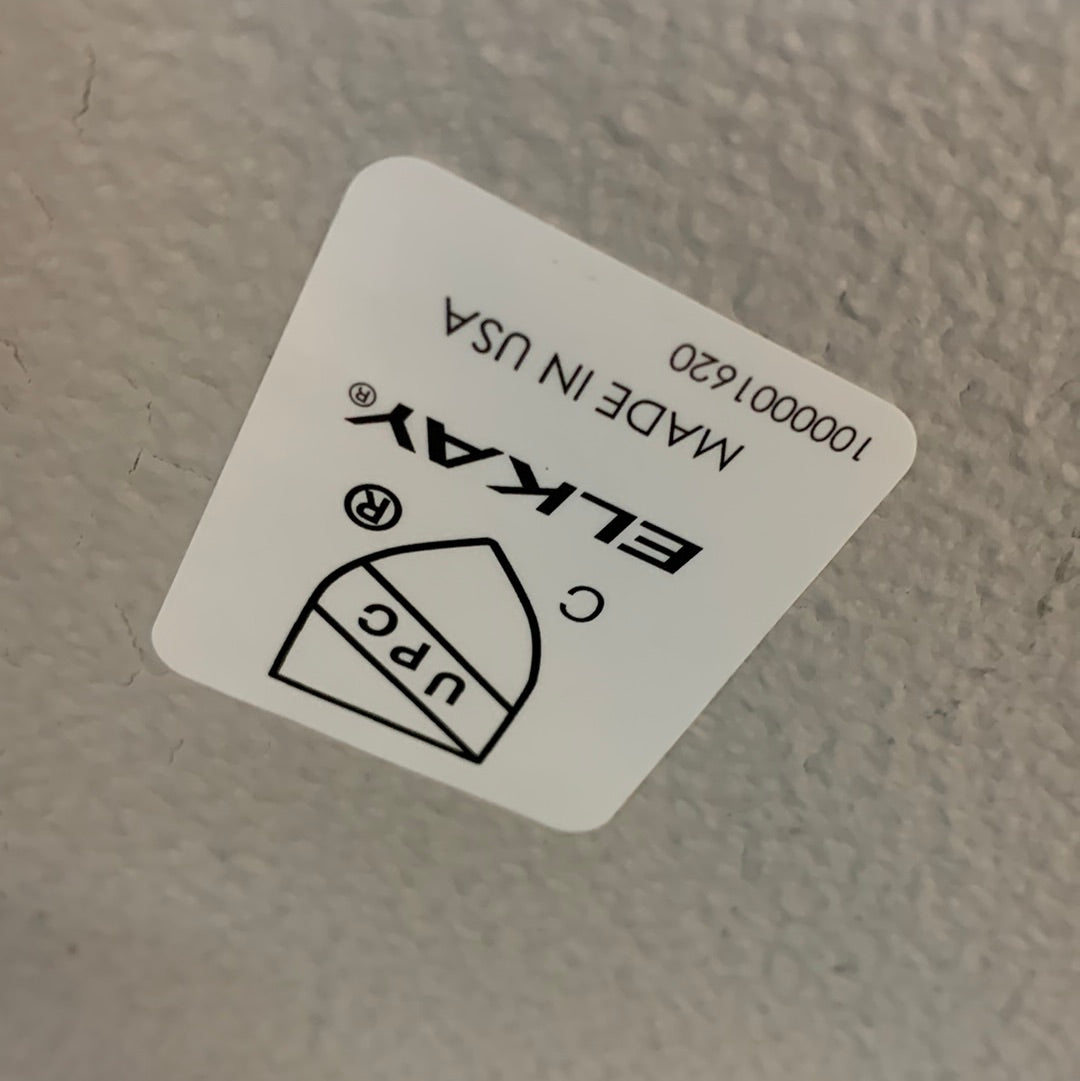 UPC
®
C
ELKAY®
MADE IN USA
1000001620